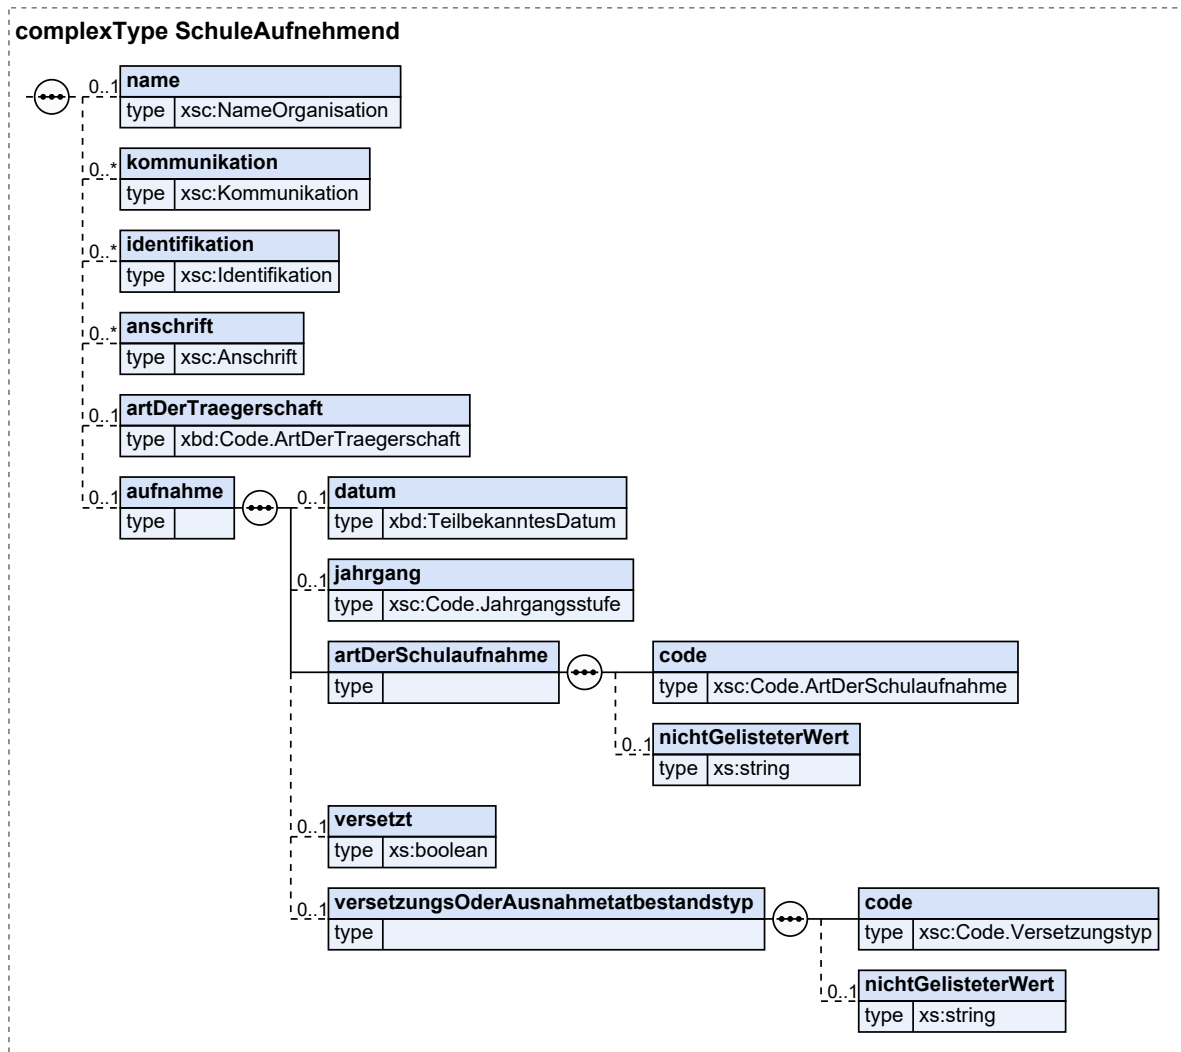 complexType SchuleAufnehmend
0..1
name
type xsc:NameOrganisation
0..*
kommunikation
type xsc:Kommunikation
0..*
identifikation
type xsc:Identifikation
0..*
anschrift
type xsc:Anschrift
0..1
artDerTraegerschaft
type xbd:Code.ArtDerTraegerschaft
0..1
aufnahme
type
0..1
datum
type xbd:TeilbekanntesDatum
0..1
jahrgang
type xsc:Code.Jahrgangsstufe
artDerSchulaufnahme
type
code
type xsc:Code.ArtDerSchulaufnahme
0..1
nichtGelisteterWert
type xs:string
0..1
versetzt
type xs:boolean
0..1
versetzungsOderAusnahmetatbestandstyp
type
code
type xsc:Code.Versetzungstyp
0..1
nichtGelisteterWert
type xs:string